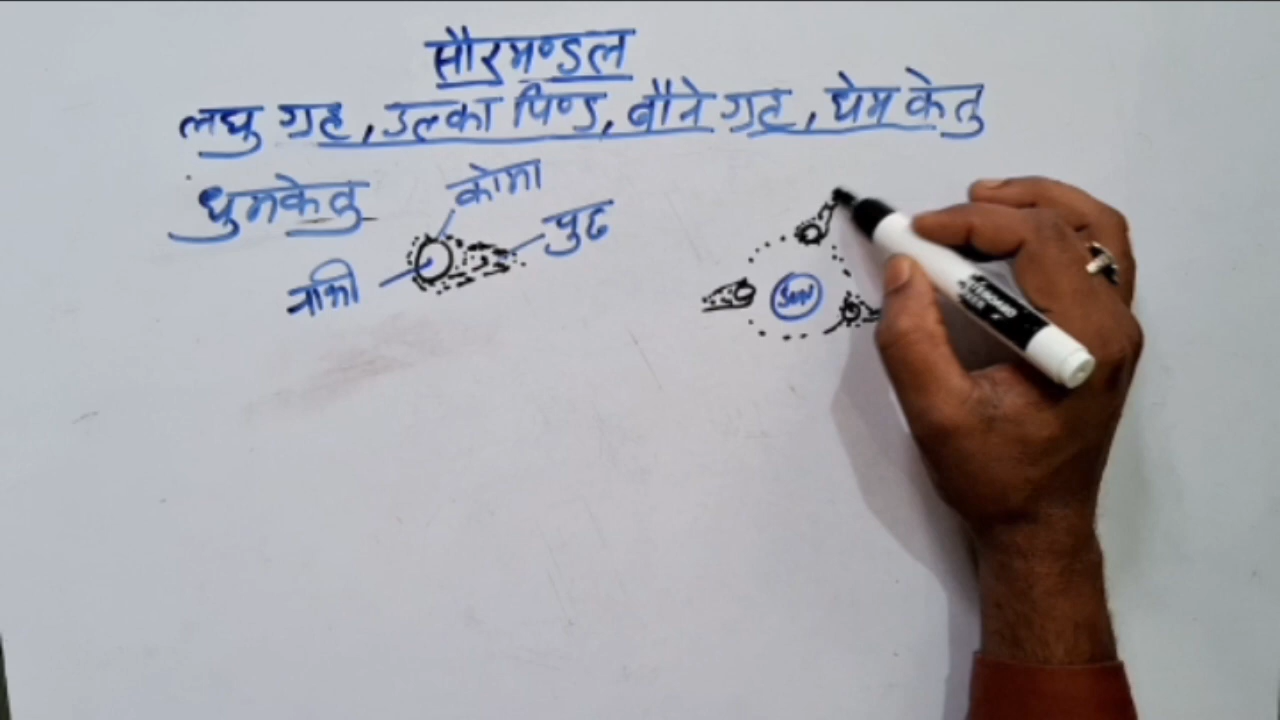 सौरमण्डल
लघु ग्रह, उल्का पिण्ड, बौने ग्रह, धेमकेतु
धुमकेतु
कोमा
पुछ
नाभी
SUN